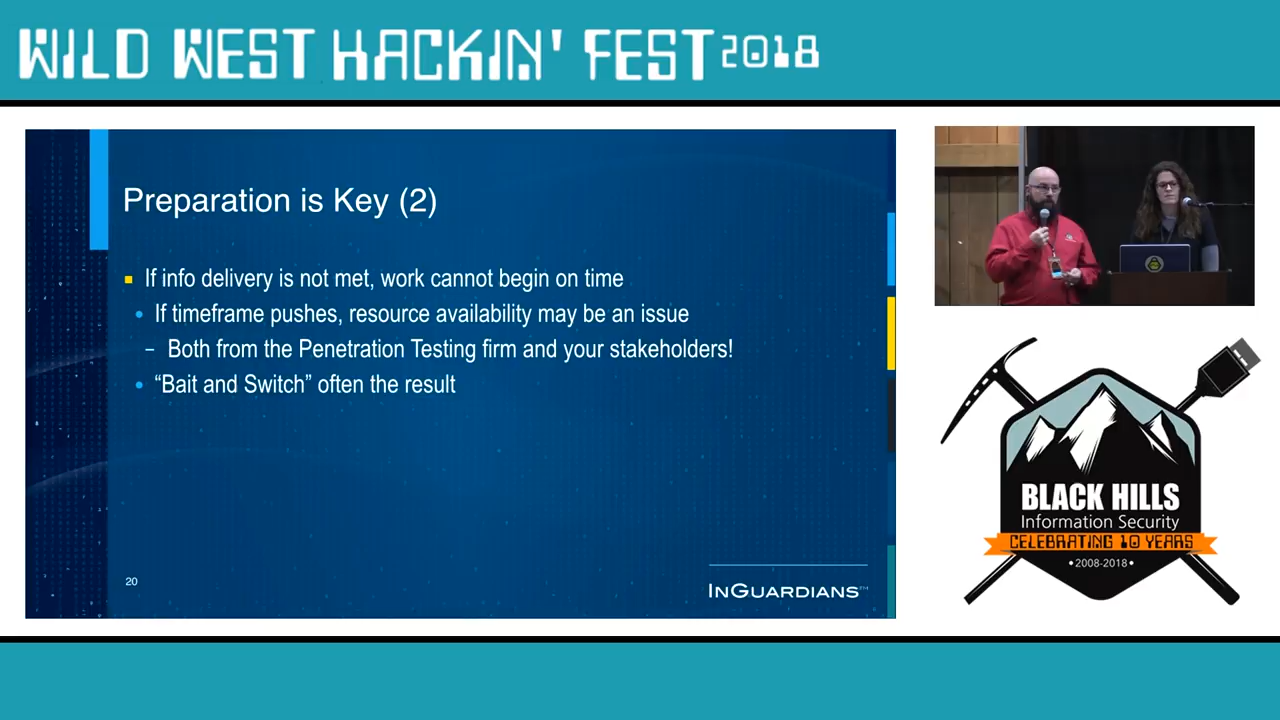 WILD WEST HACKIN' FEST 2018
Preparation is Key (2)
If info delivery is not met, work cannot begin on time
If timeframe pushes, resource availability may be an issue
– Both from the Penetration Testing firm and your stakeholders!
“Bait and Switch” often the result
20
INGUARDIANS™
BLACK HILLS
Information Security
CELEBRATING 10 YEARS
•2008-2018•